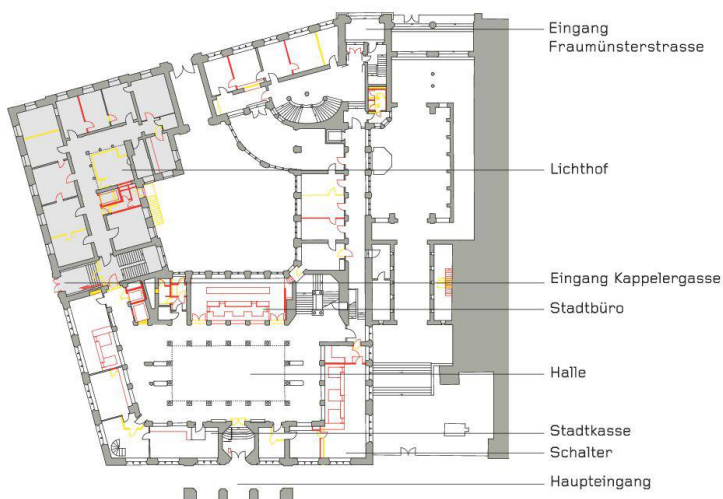 Eingang
Fraumünsterstrasse
Lichthof
Eingang Kappelergasse
Stadtbüro
Halle
Stadtkasse
Schalter
Haupteingang